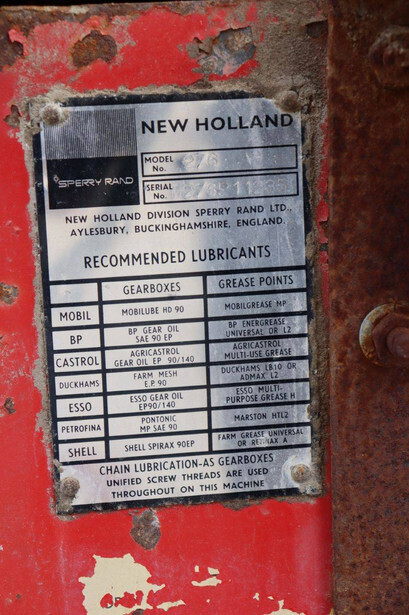 NEW HOLLAND
SPERRY RAND
MODEL No.
SERIAL No.
NEW HOLLAND DIVISION SPERRY RAND LTD.,
AYLESBURY, BUCKINGHAMSHIRE, ENGLAND.
RECOMMENDED LUBRICANTS
GEARBOXES GREASE POINTS
MOBIL MOBILUBE HD 90 MOBILGREASE MP
BP BP GEAR OIL SAE 90 EP BP ENERGREASE UNIVERSAL OR L2
CASTROL AGRICASTROL GEAR OIL EP 90/140 AGRICASTROL MULTI-USE GREASE
DUCKHAMS FARM MESH E.P. 90 DUCKHAMS LB10 OR ADMAX L2
ESSO ESSO GEAR OIL EP90/140 ESSO MULTI-PURPOSE GREASE H
PETROFINA PONTONIC MP SAE 90 MARSTON HTL2
SHELL SHELL SPIRAX 90EP FARM GREASE UNIVERSAL OR RETINAX A
CHAIN LUBRICATION-AS GEARBOXES
UNIFIED SCREW THREADS ARE USED
THROUGHOUT ON THIS MACHINE